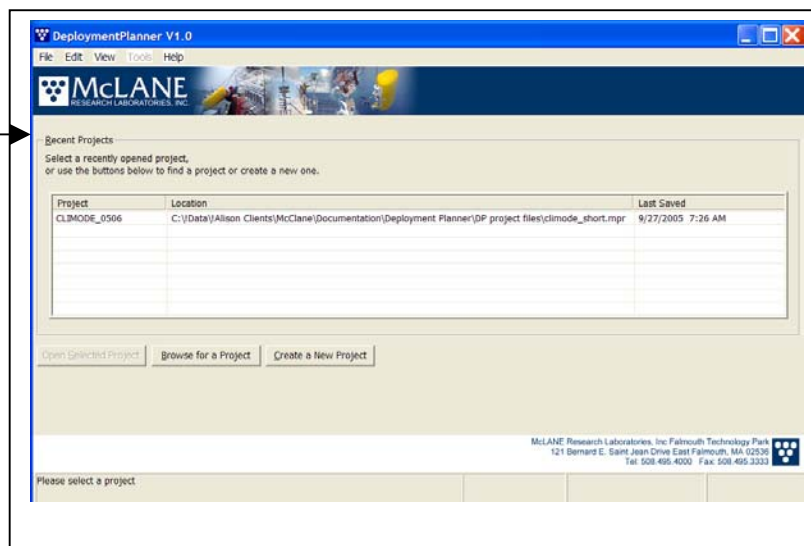 DeploymentPlanner V1.0
File Edit View Tools Help
McLANE
RESEARCH LABORATORIES, INC.
Recent Projects
Select a recently opened project,
or use the buttons below to find a project or create a new one.
Project Location Last Saved
CLIMODE_0506 C:\!Data\!Alison Clients\McClane\Documentation\Deployment Planner\DP project files\climode_short.mpr 9/27/2005 7:26 AM
Open Selected Project Browse for a Project Create a New Project
McLANE Research Laboratories, Inc Falmouth Technology Park
121 Bernard E. Saint Jean Drive East Falmouth, MA 02536
Tel: 508.495.4000 Fax: 508.495.3333
Please select a project